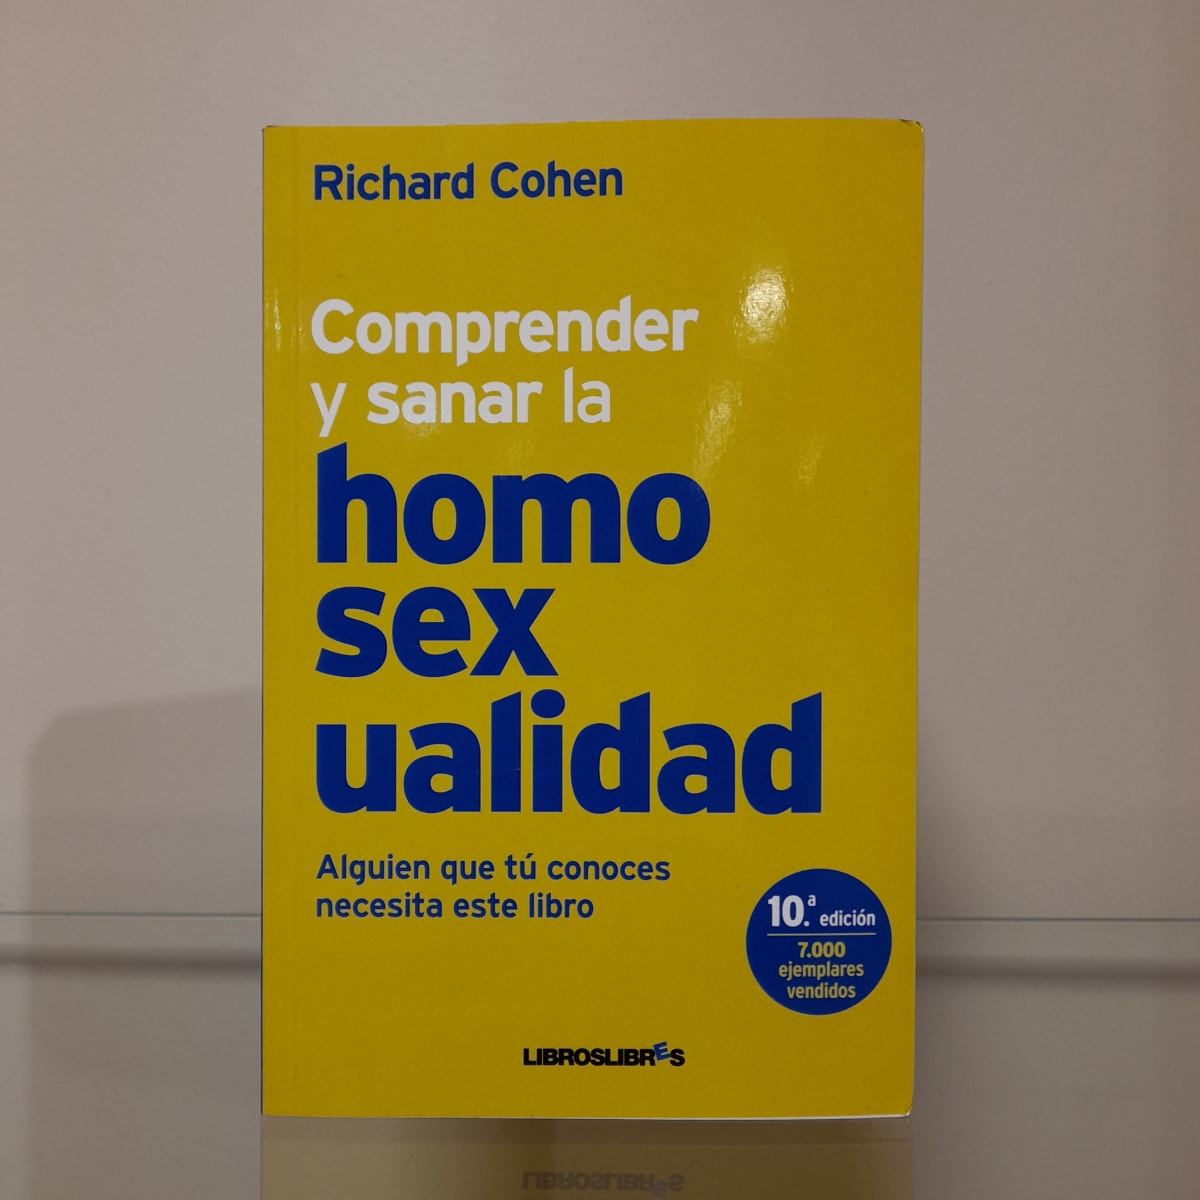 Richard Cohen
Comprender
y sanar la
homo
sex
ualidad
Alguien que tú conoces
necesita este libro
10.ª edición
7.000
ejemplares
vendidos
LIBROSLIBRES
LIBROSLIBRES